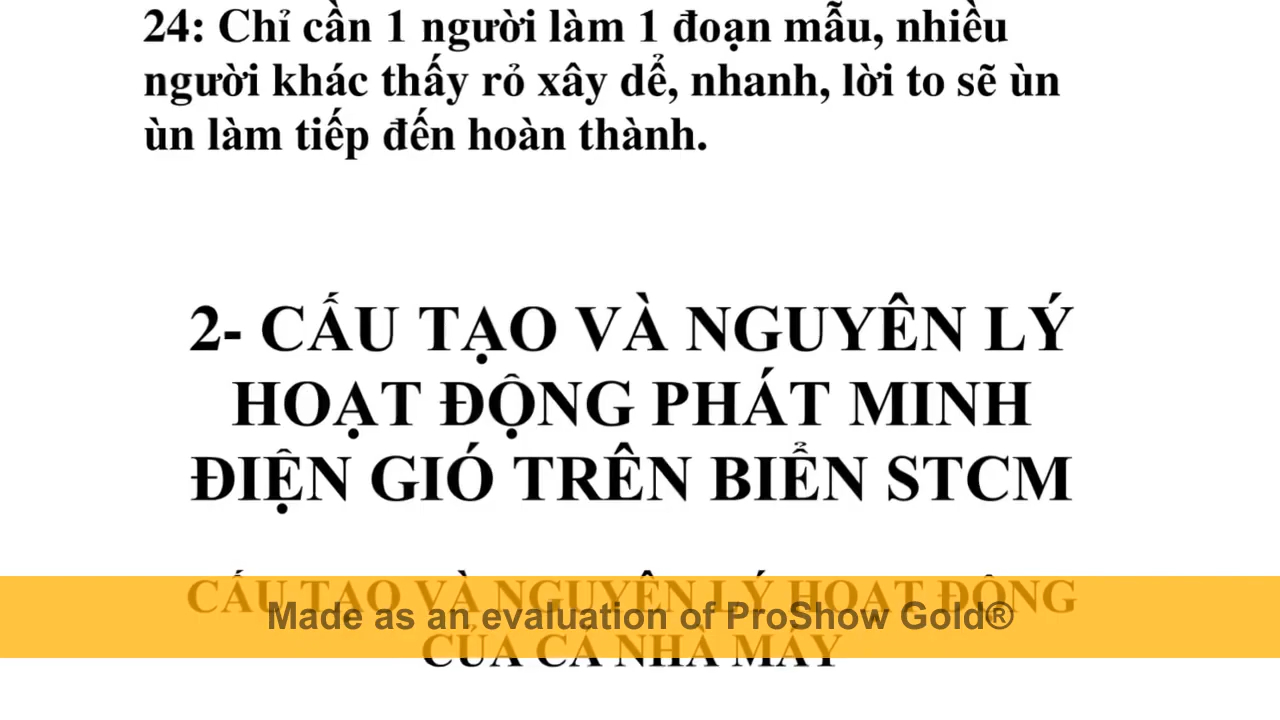 24: Chỉ cần 1 người làm 1 đoạn mẫu, nhiều
người khác thấy rỏ xây dể, nhanh, lời to sẽ ùn
ùn làm tiếp đến hoàn thành.
2- CẤU TẠO VÀ NGUYÊN LÝ
HOẠT ĐỘNG PHÁT MINH
ĐIỆN GIÓ TRÊN BIỂN STCM
CẤU TẠO VÀ NGUYÊN LÝ HOẠT ĐỘNG
Made as an evaluation of ProShow Gold®
CỦA CẢ NHÀ MÁY